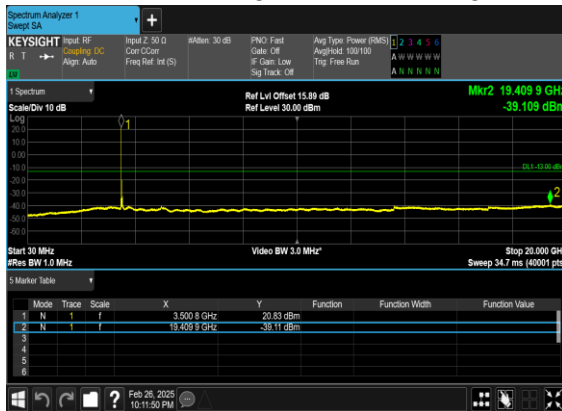 Spectrum Analyzer 1
Swept SA
+
KEYSIGHT Input: RF Input Z: 50 Ω #Atten: 30 dB PNO: Fast Avg Type: Power (RMS) 1 2 3 4 5 6
R T Coupling: DC Corr CCorr Gate: Off Avg|Hold: 100/100 A W W W W W
Align: Auto Freq Ref: Int (S) IF Gain: Low Trig: Free Run
Sig Track: Off A N N N N N
1 Spectrum Ref Lvl Offset 15.89 dB Mkr2 19.409 9 GHz
Scale/Div 10 dB Ref Level 30.00 dBm -39.109 dBm
Log
1
20.0
10.0
0.00
-10.0 DL1 -13.00 dBm
-20.0
-30.0 2
-40.0
-50.0
-60.0
Start 30 MHz Video BW 3.0 MHz* Stop 20.000 GHz
#Res BW 1.0 MHz Sweep 34.7 ms (40001 pts)
5 Marker Table
Mode Trace Scale X Y Function Function Width Function Value
1 N 1 f 3.500 8 GHz 20.83 dBm
2 N 1 f 19.409 9 GHz -39.11 dBm
3
4
5
6
? Feb 26, 2025
10:11:50 PM